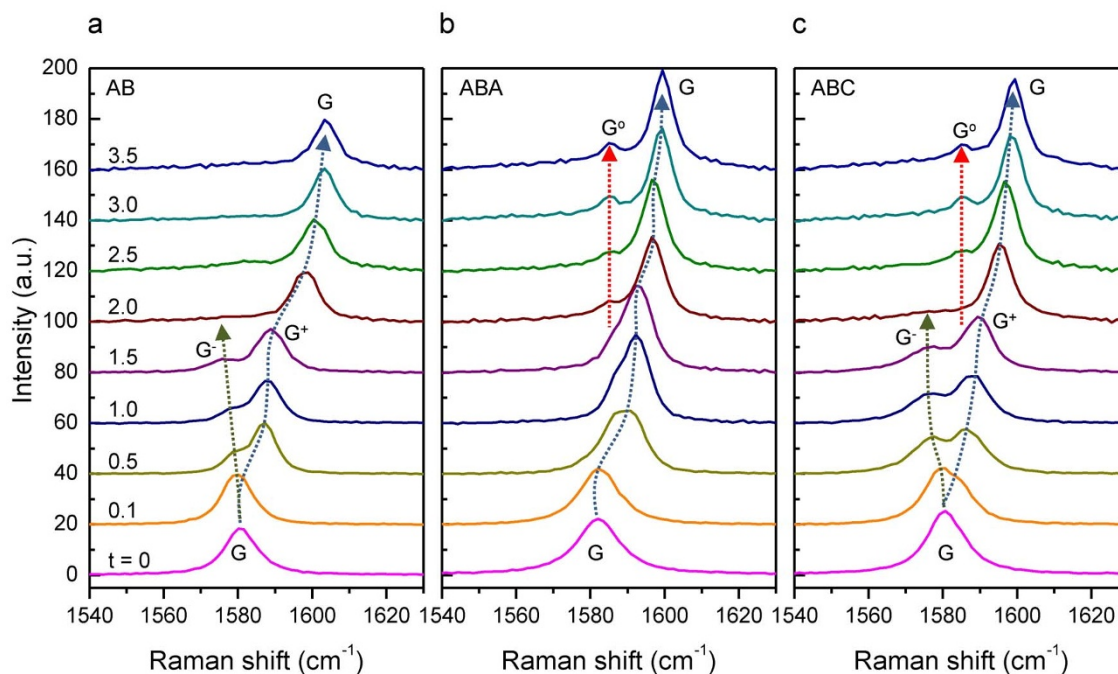 a b c
AB ABA ABC
Intensity (a.u.)
200
180
160
140
120
100
80
60
40
20
0
3.5
3.0
2.5
2.0
1.5
1.0
0.5
0.1
t = 0
G
G⁻
G⁺
G
G
Gº
G
G
Gº
G⁻
G⁺
G
1540 1560 1580 1600 1620
1540 1560 1580 1600 1620
1540 1560 1580 1600 1620
Raman shift (cm⁻¹)
Raman shift (cm⁻¹)
Raman shift (cm⁻¹)